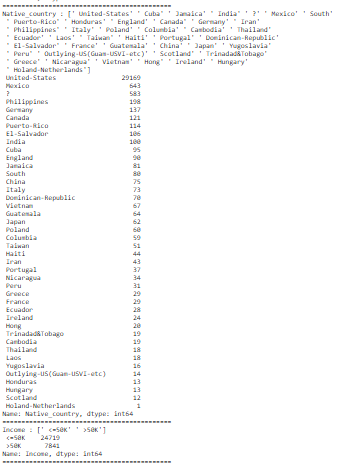 ==============================================
Native_country : [' United-States' ' Cuba' ' Jamaica' ' India' ' ?' ' Mexico' ' South'
' Puerto-Rico' ' Honduras' ' England' ' Canada' ' Germany' ' Iran'
' Philippines' ' Italy' ' Poland' ' Columbia' ' Cambodia' ' Thailand'
' Ecuador' ' Laos' ' Taiwan' ' Haiti' ' Portugal' ' Dominican-Republic'
' El-Salvador' ' France' ' Guatemala' ' China' ' Japan' ' Yugoslavia'
' Peru' ' Outlying-US(Guam-USVI-etc)' ' Scotland' ' Trinadad&Tobago'
' Greece' ' Nicaragua' ' Vietnam' ' Hong' ' Ireland' ' Hungary'
' Holand-Netherlands']
United-States 29169
Mexico 643
? 583
Philippines 198
Germany 137
Canada 121
Puerto-Rico 114
El-Salvador 106
India 100
Cuba 95
England 90
Jamaica 81
South 80
China 75
Italy 73
Dominican-Republic 70
Vietnam 67
Guatemala 64
Japan 62
Poland 60
Columbia 59
Taiwan 51
Haiti 44
Iran 43
Portugal 37
Nicaragua 34
Peru 31
Greece 29
France 29
Ecuador 28
Ireland 24
Hong 20
Trinadad&Tobago 19
Cambodia 19
Thailand 18
Laos 18
Yugoslavia 16
Outlying-US(Guam-USVI-etc) 14
Honduras 13
Hungary 13
Scotland 12
Holand-Netherlands 1
Name: Native_country, dtype: int64
==============================================
Income : [' <=50K' ' >50K']
<=50K 24719
>50K 7841
Name: Income, dtype: int64
==============================================